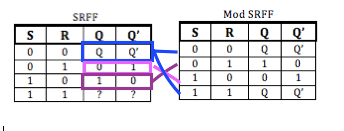 SRFF
S R Q Q'
0 0 Q Q'
0 1 0 1
1 0 1 0
1 1 ? ?
Mod SRFF
S R Q Q'
0 0 Q Q'
0 1 1 0
1 0 0 1
1 1 Q Q'